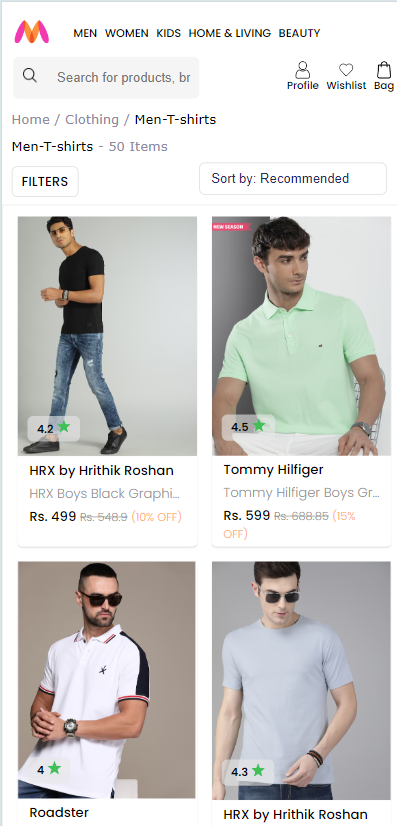 MEN WOMEN KIDS HOME & LIVING BEAUTY
Search for products, br
Profile Wishlist Bag
Home / Clothing / Men-T-shirts
Men-T-shirts - 50 Items
FILTERS
Sort by: Recommended
4.2
HRX by Hrithik Roshan
HRX Boys Black Graphi...
Rs. 499 Rs. 548.9 (10% OFF)
NEW SEASON
4.5
Tommy Hilfiger
Tommy Hilfiger Boys Gr...
Rs. 599 Rs. 688.85 (15%
OFF)
4
Roadster
4.3
HRX by Hrithik Roshan